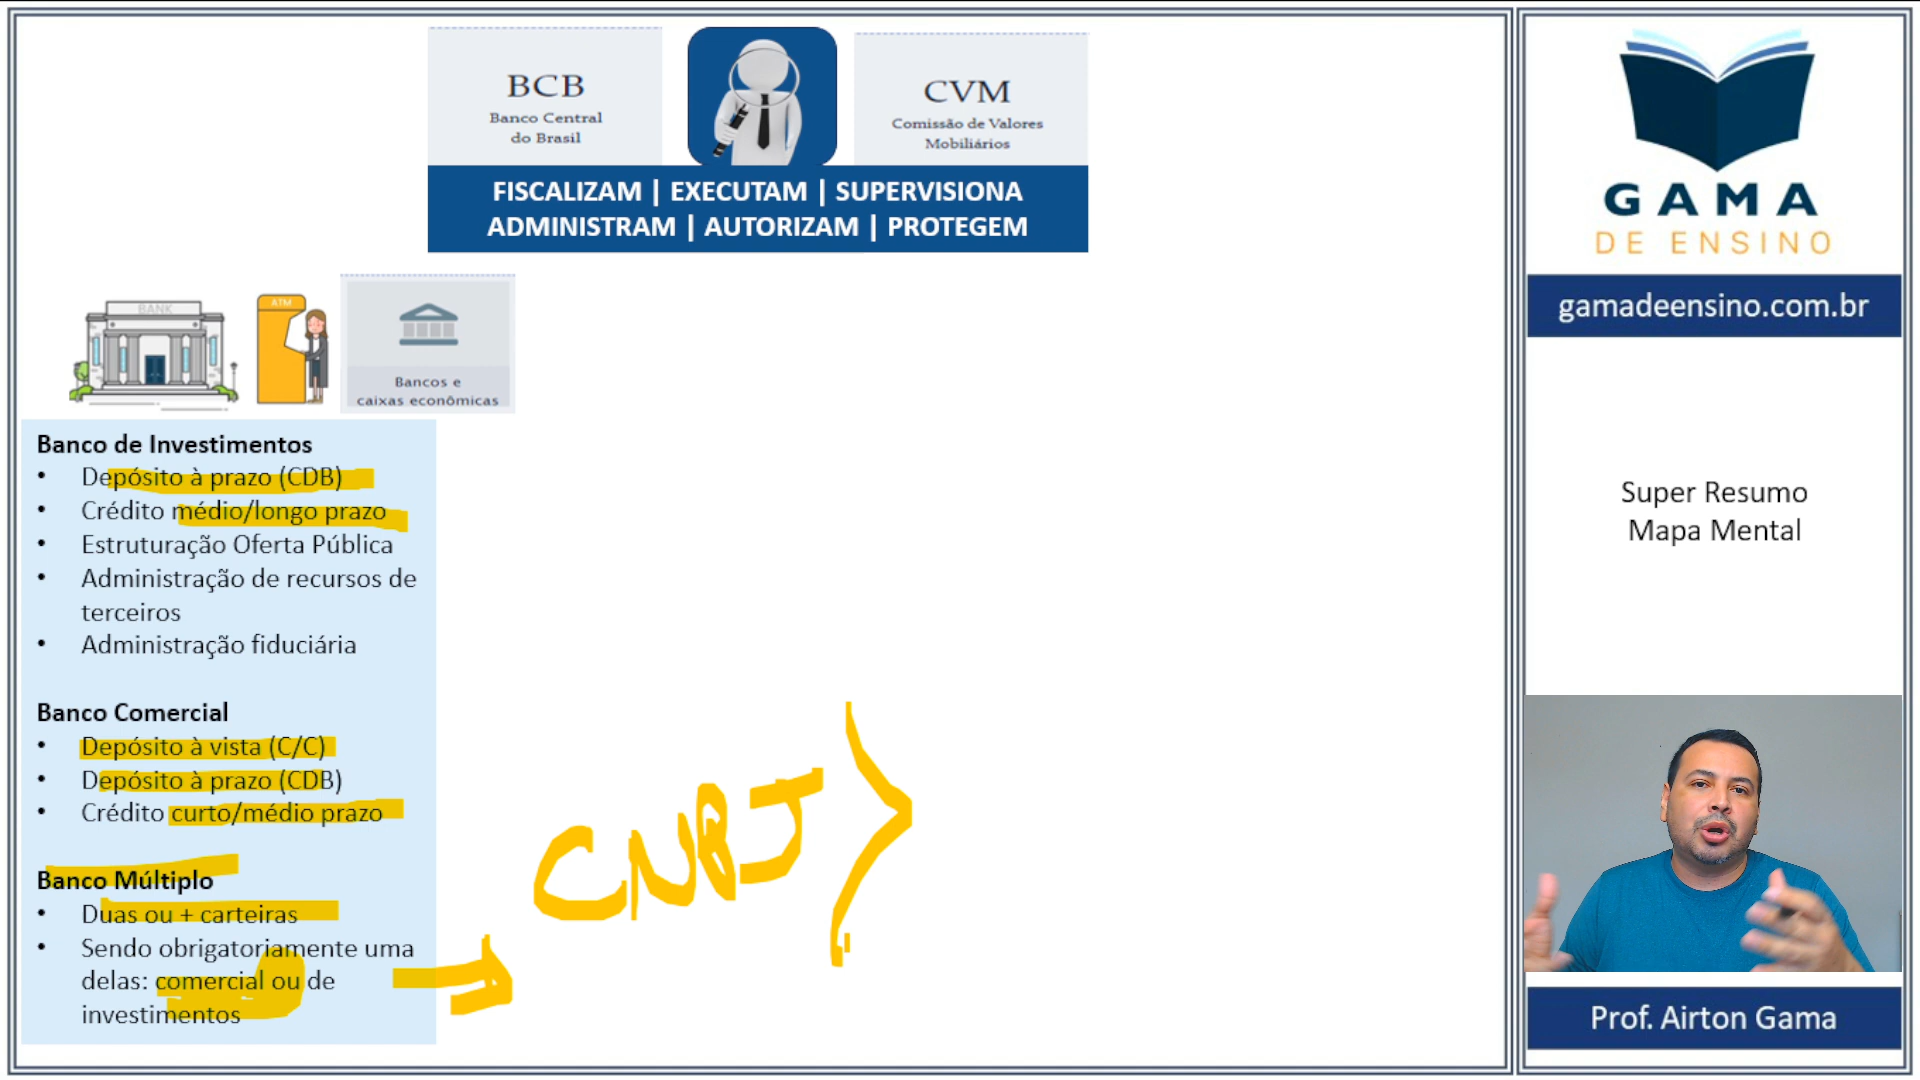 BCB
Banco Central
do Brasil
CVM
Comissão de Valores
Mobiliários
FISCALIZAM | EXECUTAM | SUPERVISIONA
ADMINISTRAM | AUTORIZAM | PROTEGEM
BANK
ATM
Bancos e
caixas econômicas
Banco de Investimentos
• Depósito à prazo (CDB)
• Crédito médio/longo prazo
• Estruturação Oferta Pública
• Administração de recursos de
terceiros
• Administração fiduciária
Banco Comercial
• Depósito à vista (C/C)
• Depósito à prazo (CDB)
• Crédito curto/médio prazo
Banco Múltiplo
• Duas ou + carteiras
• Sendo obrigatoriamente uma
delas: comercial ou de
investimentos
CNPJ
GAMA
DE ENSINO
gamadeensino.com.br
Super Resumo
Mapa Mental
Prof. Airton Gama